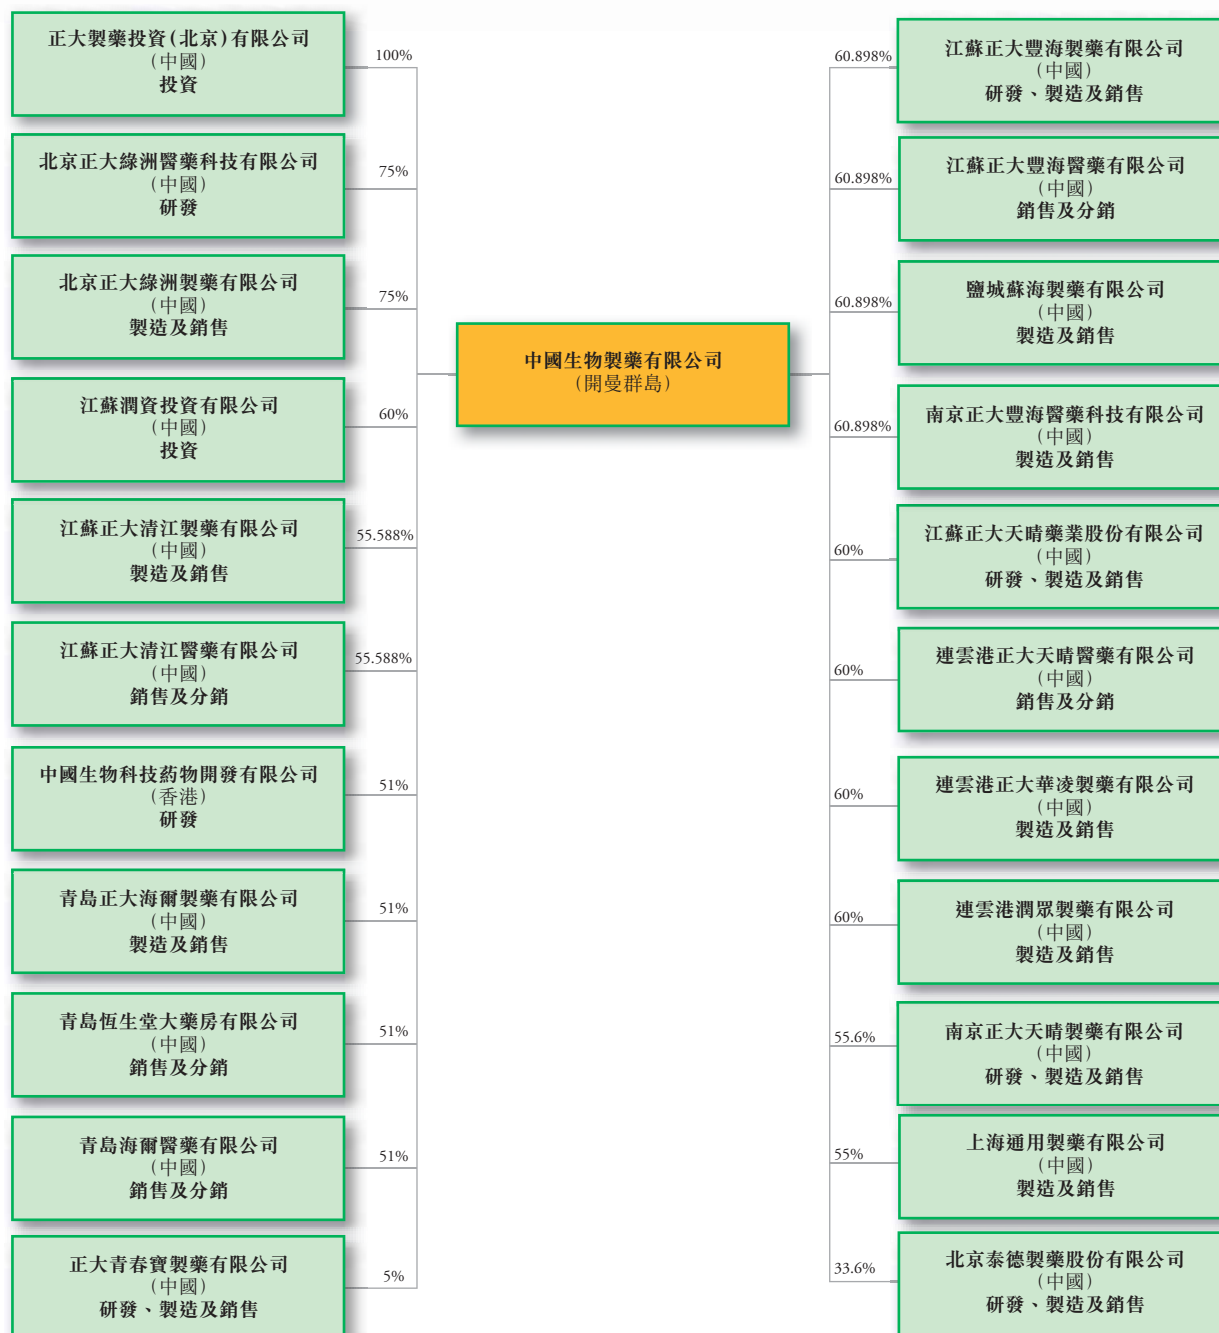 正大製藥投資(北京)有限公司
(中國)
投資
100%
北京正大綠洲醫藥科技有限公司
(中國)
研發
75%
北京正大綠洲製藥有限公司
(中國)
製造及銷售
75%
江蘇潤資投資有限公司
(中國)
投資
60%
江蘇正大清江製藥有限公司
(中國)
製造及銷售
55.588%
江蘇正大清江醫藥有限公司
(中國)
銷售及分銷
55.588%
中國生物科技葯物開發有限公司
(香港)
研發
51%
青島正大海爾製藥有限公司
(中國)
製造及銷售
51%
青島恆生堂大藥房有限公司
(中國)
銷售及分銷
51%
青島海爾醫藥有限公司
(中國)
銷售及分銷
51%
正大青春寶製藥有限公司
(中國)
研發、製造及銷售
5%
中國生物製藥有限公司
(開曼群島)
60.898%
江蘇正大豐海製藥有限公司
(中國)
研發、製造及銷售
60.898%
江蘇正大豐海醫藥有限公司
(中國)
銷售及分銷
60.898%
鹽城蘇海製藥有限公司
(中國)
製造及銷售
60.898%
南京正大豐海醫藥科技有限公司
(中國)
製造及銷售
60%
江蘇正大天晴藥業股份有限公司
(中國)
研發、製造及銷售
60%
連雲港正大天晴醫藥有限公司
(中國)
銷售及分銷
60%
連雲港正大華凌製藥有限公司
(中國)
製造及銷售
60%
連雲港潤眾製藥有限公司
(中國)
製造及銷售
55.6%
南京正大天晴製藥有限公司
(中國)
研發、製造及銷售
55%
上海通用製藥有限公司
(中國)
製造及銷售
33.6%
北京泰德製藥股份有限公司
(中國)
研發、製造及銷售